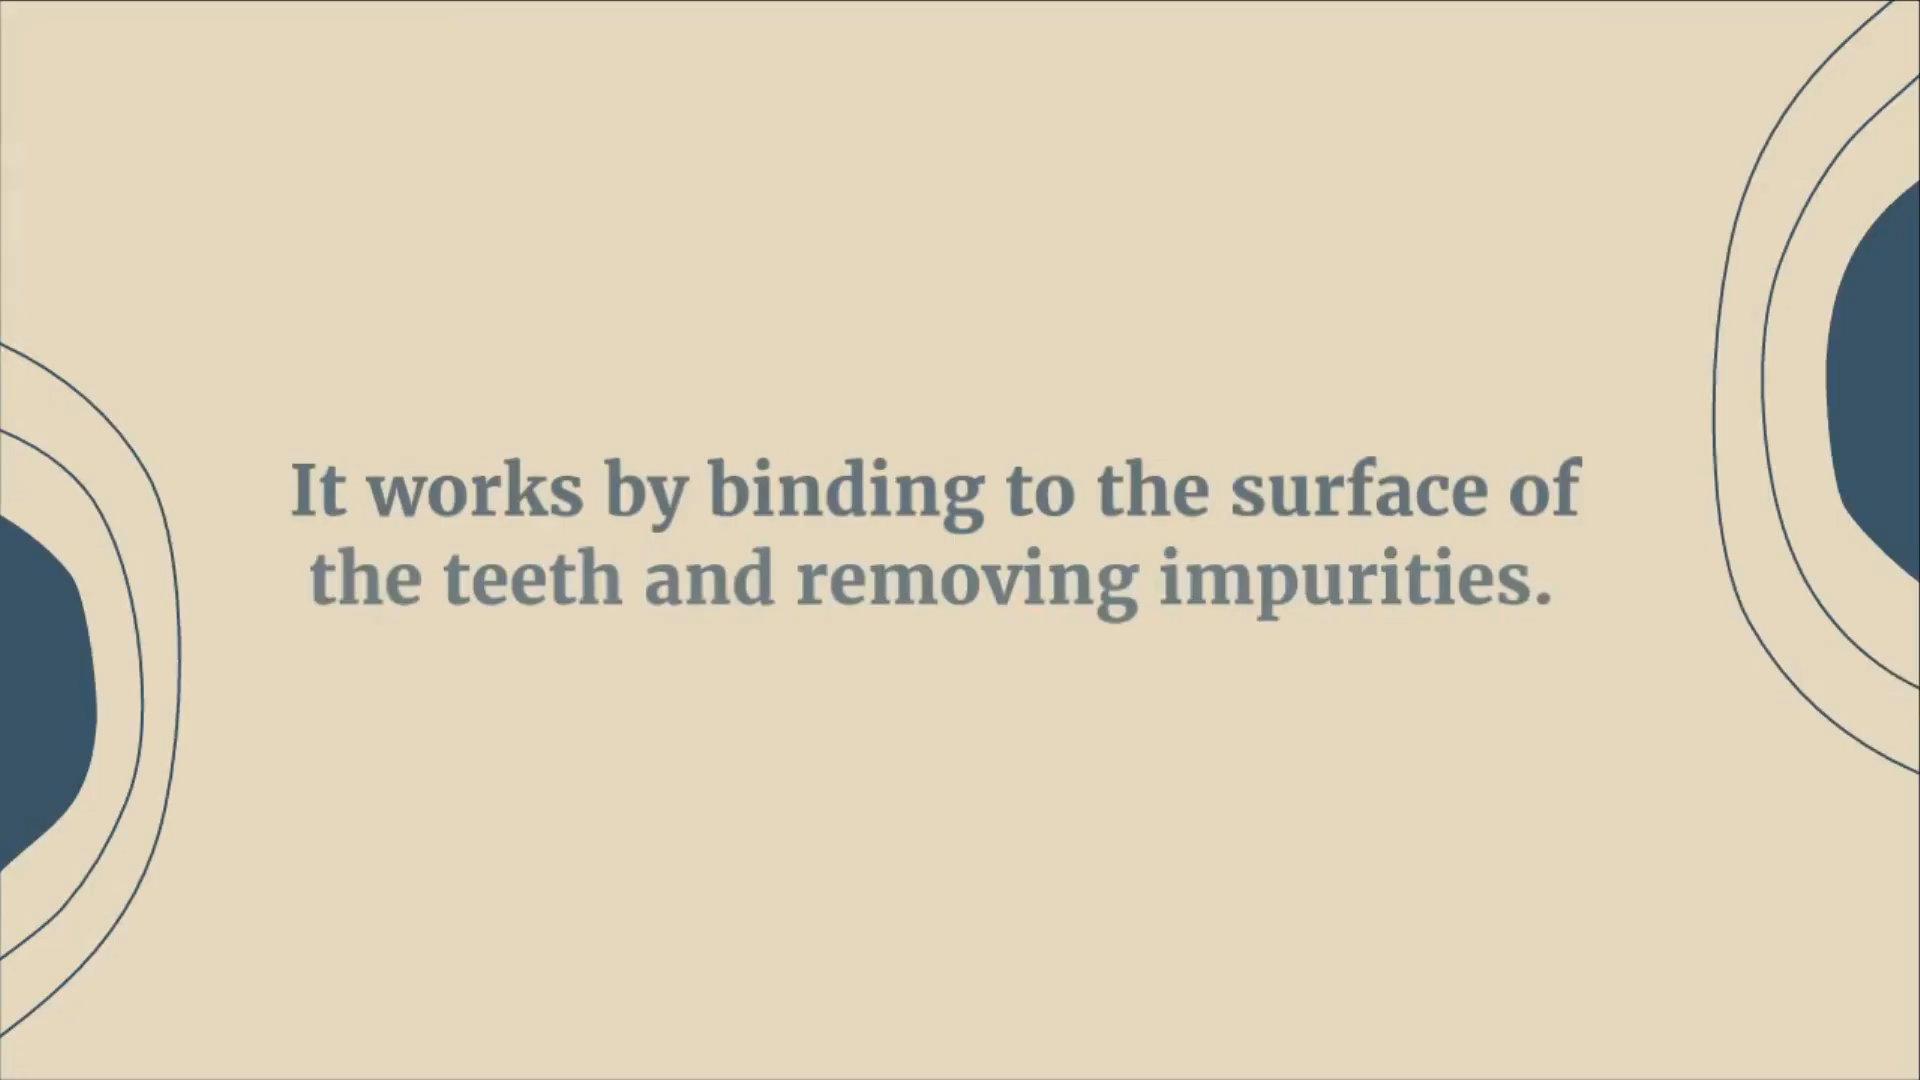 It works by binding to the surface of
the teeth and removing impurities.